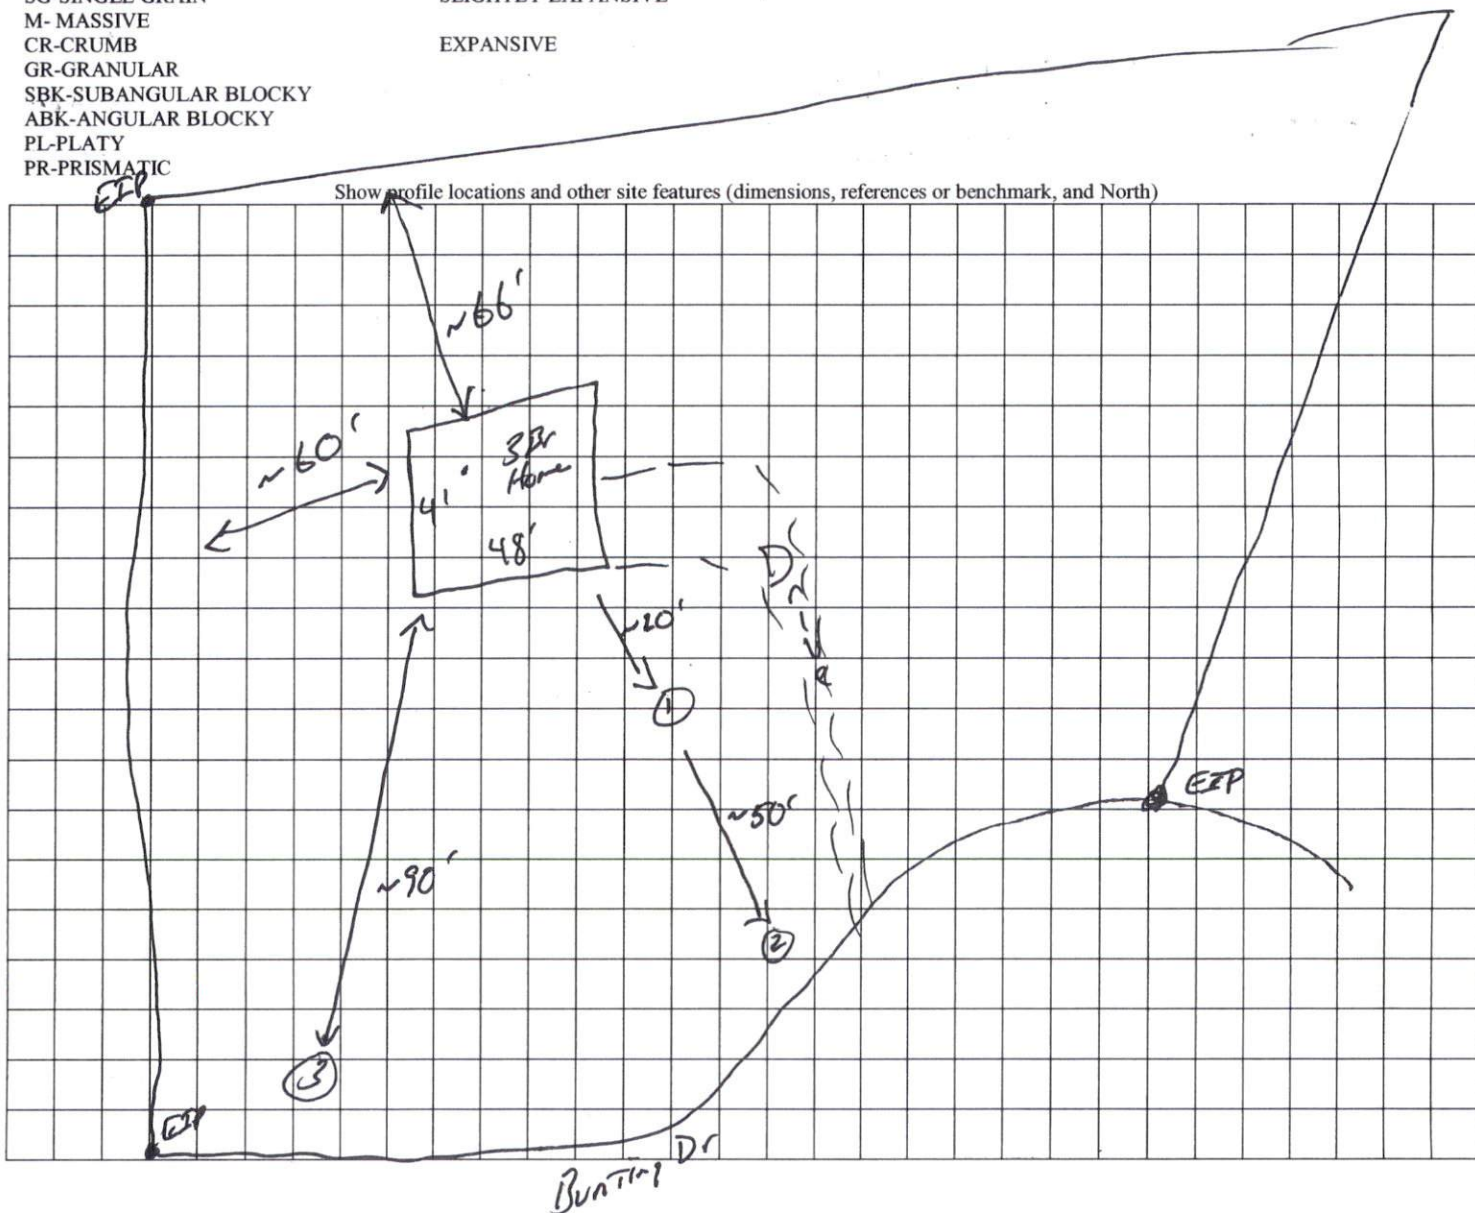 SG-SINGLE GRAIN SLIGHTLY EXPANSIVE
M- MASSIVE
CR-CRUMB EXPANSIVE
GR-GRANULAR
SBK-SUBANGULAR BLOCKY
ABK-ANGULAR BLOCKY
PL-PLATY
PR-PRISMATIC
EIP
Show profile locations and other site features (dimensions, references or benchmark, and North)
~66'
~60'
3Br
Home
41
48'
Drive
~20'
①
EIP
~50'
~90'
②
③
EIP
Bunting Dr